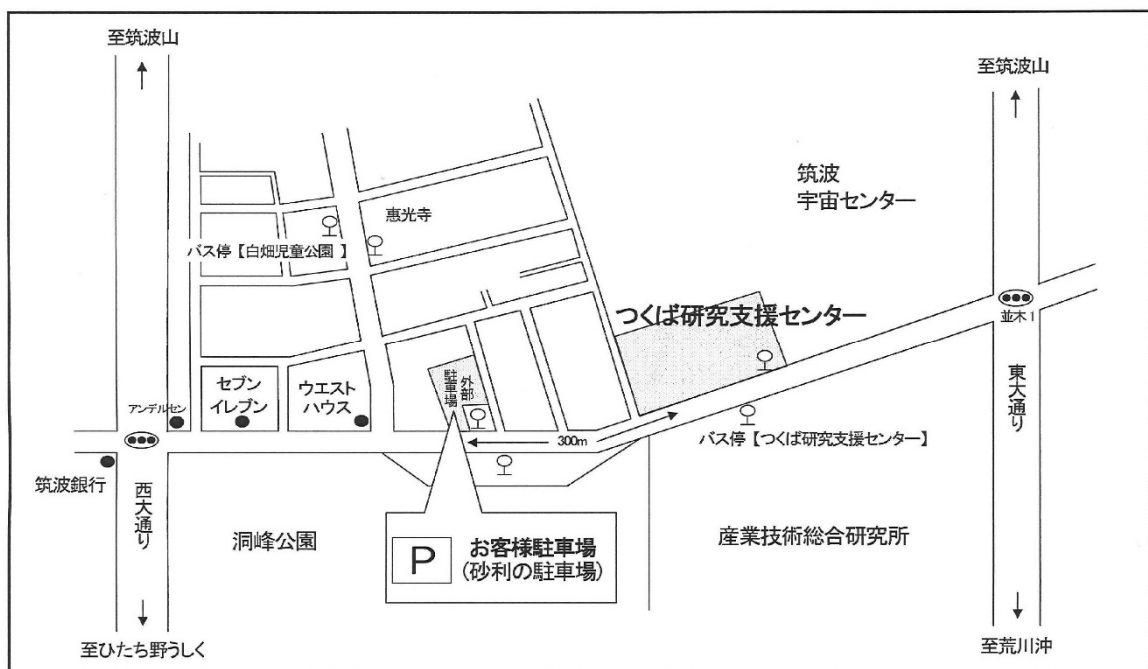 至筑波山
至筑波山
筑波
宇宙センター
恵光寺
バス停【白畑児童公園】
つくば研究支援センター
並木1
東大通り
外部
駐車場
セブン
イレブン
ウエスト
ハウス
アンデルセン
300m
バス停【つくば研究支援センター】
筑波銀行
西大通り
洞峰公園
P
お客様駐車場
(砂利の駐車場)
産業技術総合研究所
至ひたち野うしく
至荒川沖